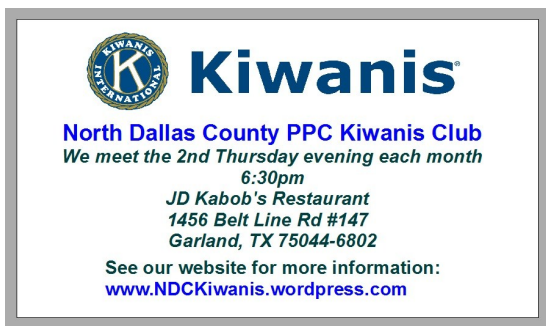 KIWANIS
K
INTERNATIONAL
Kiwanis®
North Dallas County PPC Kiwanis Club
We meet the 2nd Thursday evening each month
6:30pm
JD Kabob's Restaurant
1456 Belt Line Rd #147
Garland, TX 75044-6802
See our website for more information:
www.NDCKiwanis.wordpress.com